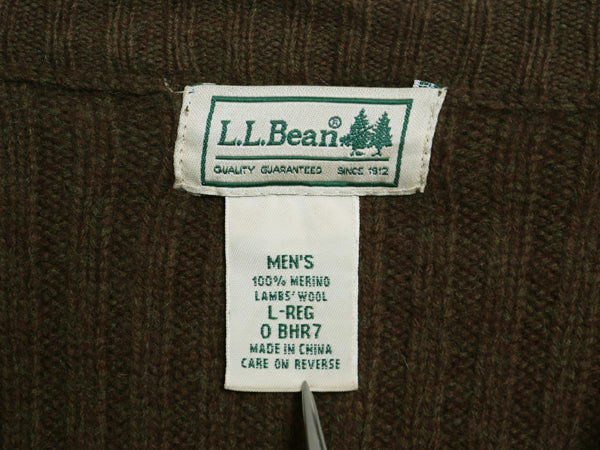 L.L.Bean®
QUALITY GUARANTEED SINCE 1912
MEN'S
100% MERINO
LAMBS' WOOL
L-REG
0 BHR7
MADE IN CHINA
CARE ON REVERSE